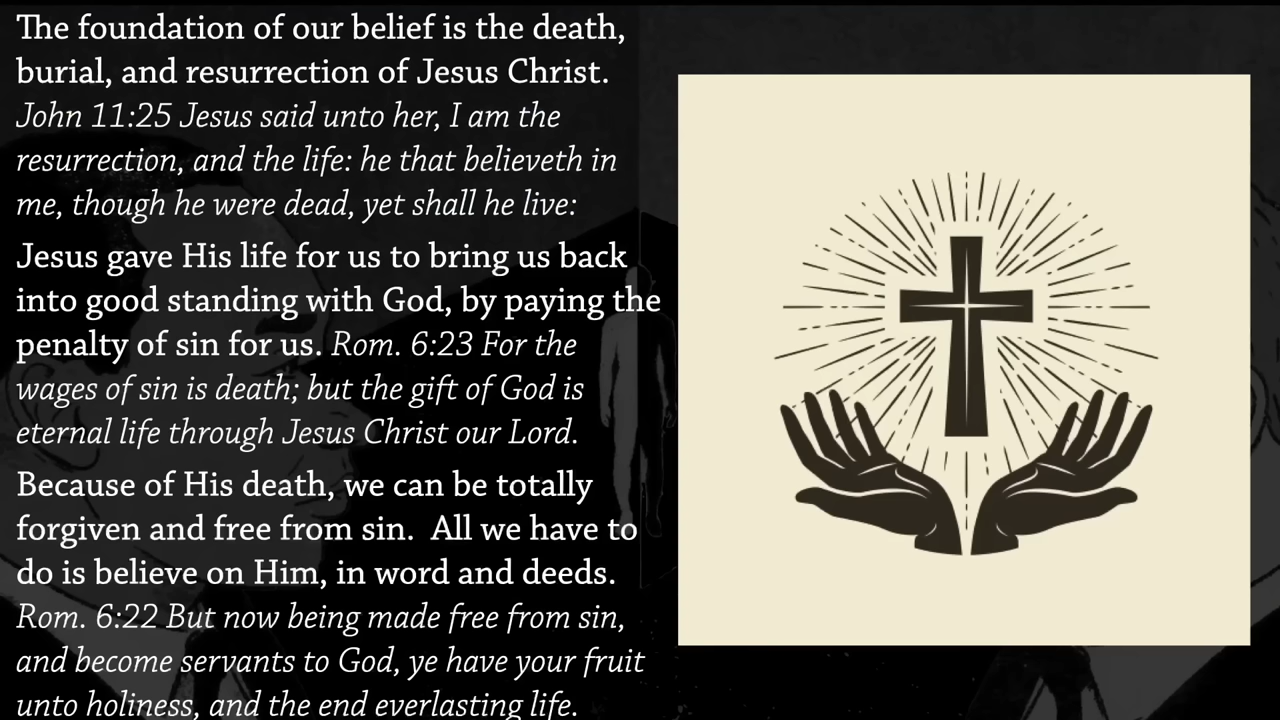 The foundation of our belief is the death,
burial, and resurrection of Jesus Christ.
John 11:25 Jesus said unto her, I am the
resurrection, and the life: he that believeth in
me, though he were dead, yet shall he live:
Jesus gave His life for us to bring us back
into good standing with God, by paying the
penalty of sin for us. Rom. 6:23 For the
wages of sin is death; but the gift of God is
eternal life through Jesus Christ our Lord.
Because of His death, we can be totally
forgiven and free from sin.  All we have to
do is believe on Him, in word and deeds.
Rom. 6:22 But now being made free from sin,
and become servants to God, ye have your fruit
unto holiness, and the end everlasting life.